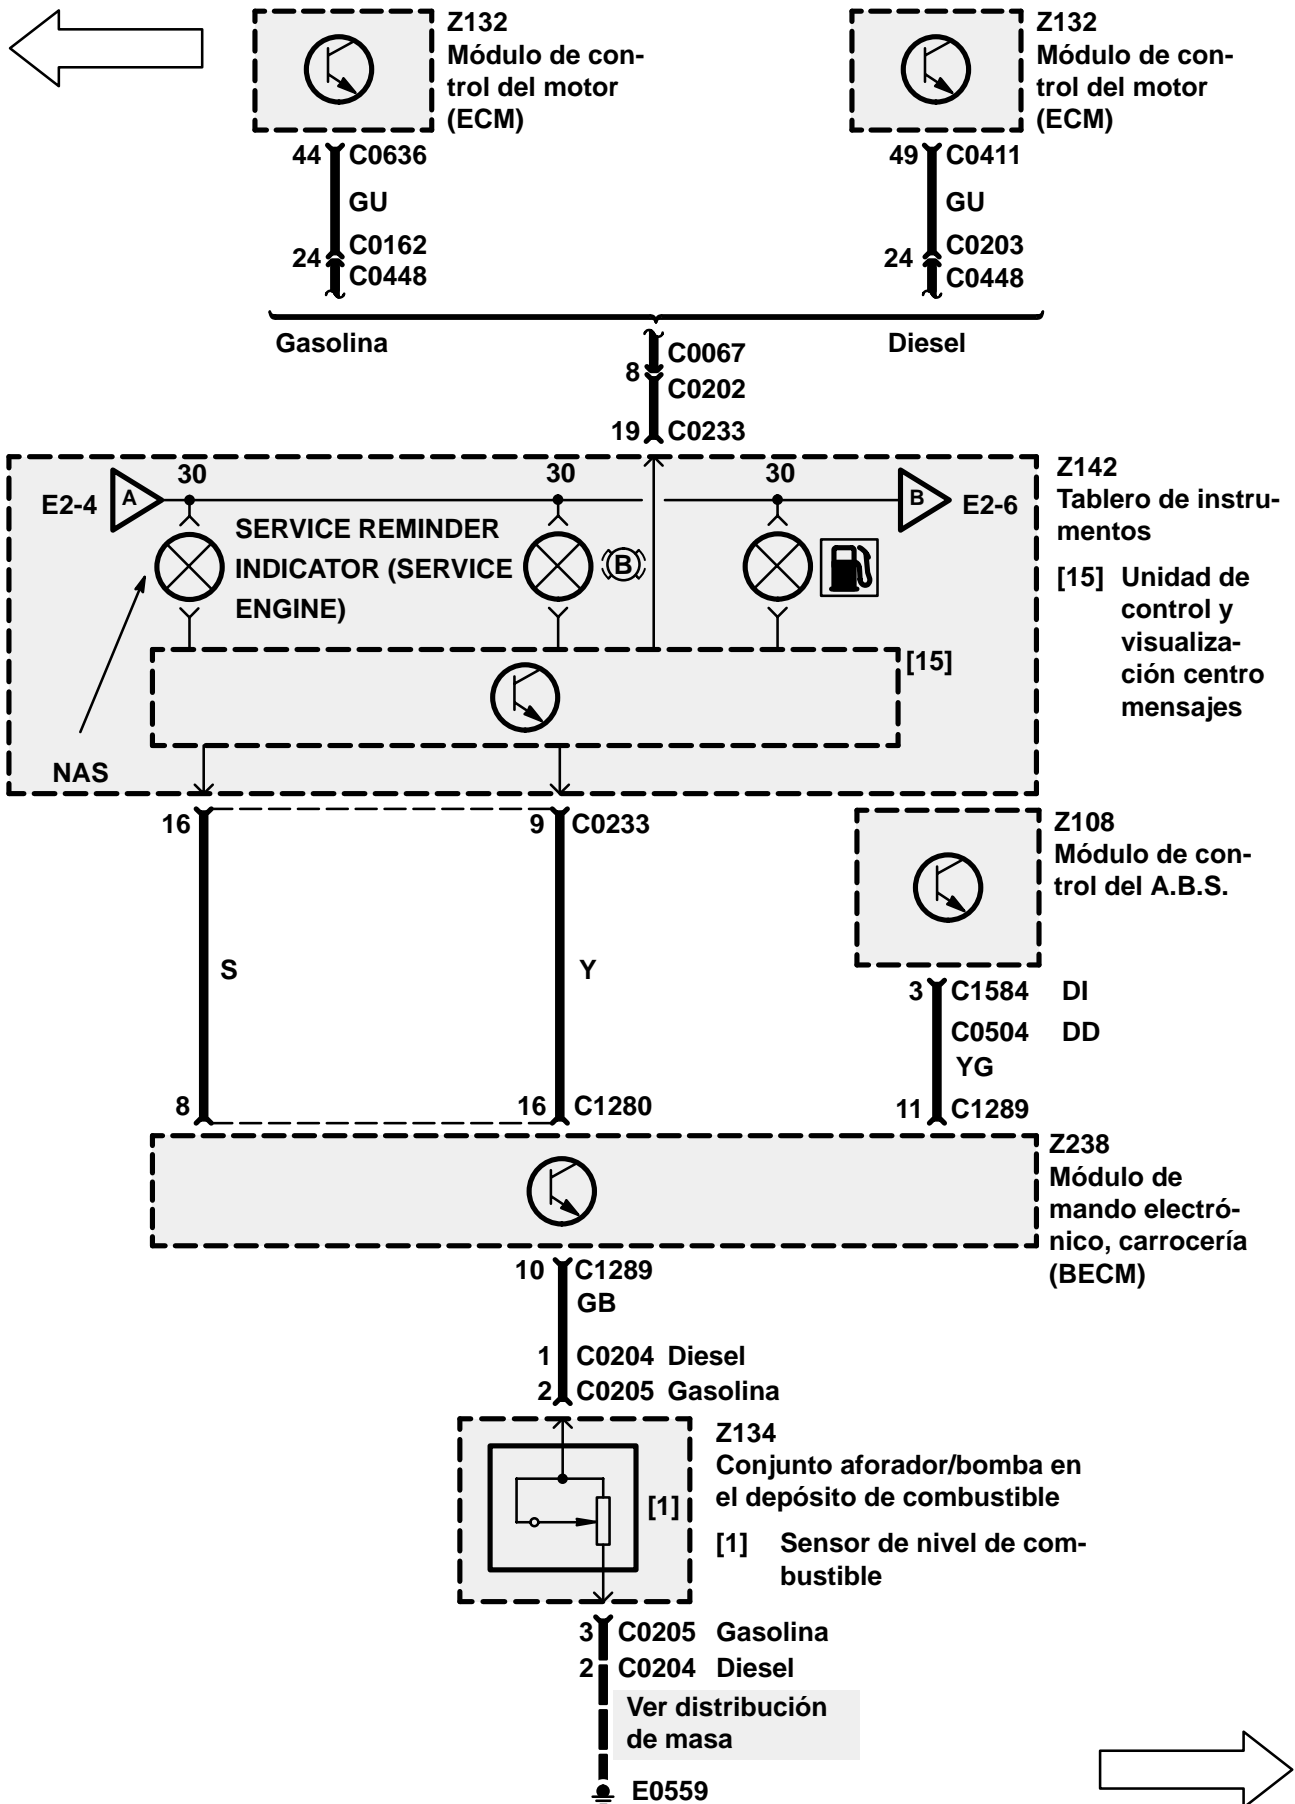 Z132
Módulo de con-
trol del motor
(ECM)
Z132
Módulo de con-
trol del motor
(ECM)
44 C0636
GU
24 C0162
C0448
49 C0411
GU
24 C0203
C0448
Gasolina
Diesel
8 C0067
C0202
19 C0233
Z142
Tablero de instru-
mentos
[15] Unidad de
control y
visualiza-
ción centro
mensajes
E2-4 A 30 30 30 B E2-6
SERVICE REMINDER
INDICATOR (SERVICE
ENGINE)
B
[15]
NAS
16 9 C0233
Z108
Módulo de con-
trol del A.B.S.
S Y
3 C1584 DI
C0504 DD
YG
8 16 C1280 11 C1289
Z238
Módulo de
mando electró-
nico, carrocería
(BECM)
10 C1289
GB
1 C0204 Diesel
2 C0205 Gasolina
Z134
Conjunto aforador/bomba en
el depósito de combustible
[1]
[1] Sensor de nivel de com-
bustible
3 C0205 Gasolina
2 C0204 Diesel
Ver distribución
de masa
E0559